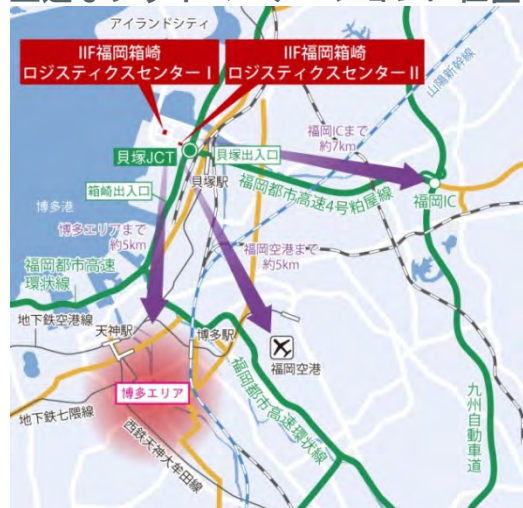 アイランドシティ
IIF福岡箱崎
ロジスティクスセンターⅠ
IIF福岡箱崎
ロジスティクスセンターⅡ
山陽新幹線
福岡ICまで
約7km
貝塚JCT
貝塚出入口
貝塚駅
箱崎出入口
福岡都市高速4号粕屋線
福岡IC
博多港
博多エリアまで
約5km
福岡空港まで
約5km
福岡都市高速
環状線
地下鉄空港線
天神駅
博多駅
福岡空港
博多エリア
福岡都市高速環状線
九州自動車道
地下鉄七隈線
西鉄天神大牟田線